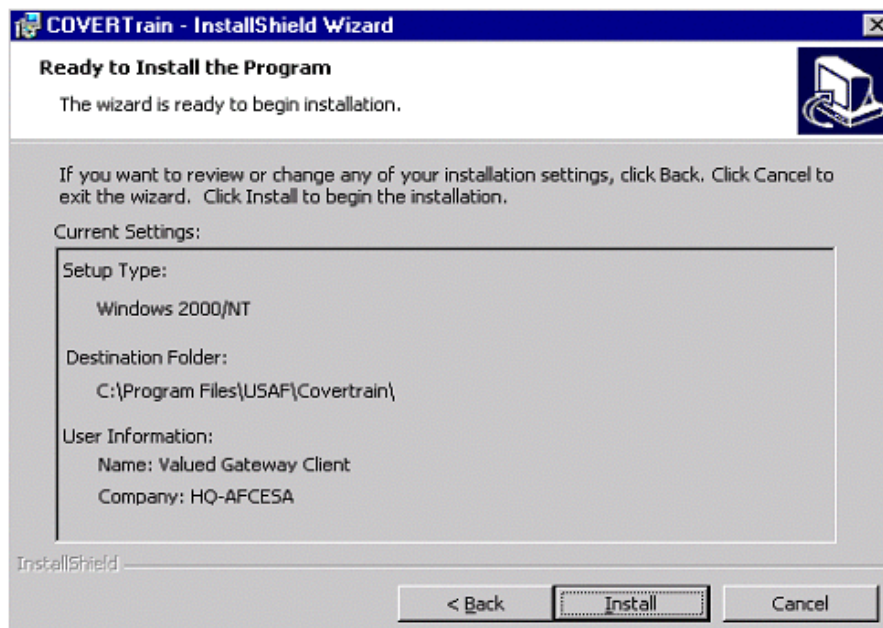 COVERTrain - InstallShield Wizard
Ready to Install the Program
The wizard is ready to begin installation.
If you want to review or change any of your installation settings, click Back. Click Cancel to
exit the wizard. Click Install to begin the installation.
Current Settings:
Setup Type:
Windows 2000/NT
Destination Folder:
C:\Program Files\USAF\Covertrain\
User Information:
Name: Valued Gateway Client
Company: HQ-AFCESA
InstallShield
< Back
Install
Cancel